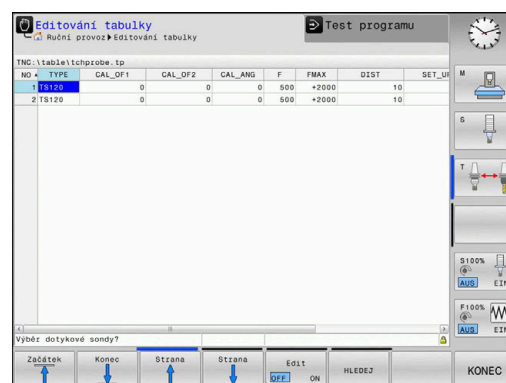 Editování tabulky
Ruční provoz Editování tabulky
Test programu
TNC:\table\tchprobe.tp
NO TYPE CAL_OF1 CAL_OF2 CAL_ANG F FMAX DIST SET_U
1 TS120 0 0 0 500 +2000 10
2 TS120 0 0 0 500 +2000 10
Výběr dotykové sondy?
M
S
T
S100%
AUS EIN
F100%
AUS EIN
Začátek
Konec
Strana
Strana
Edit
OFF ON
HLEDEJ
KONEC